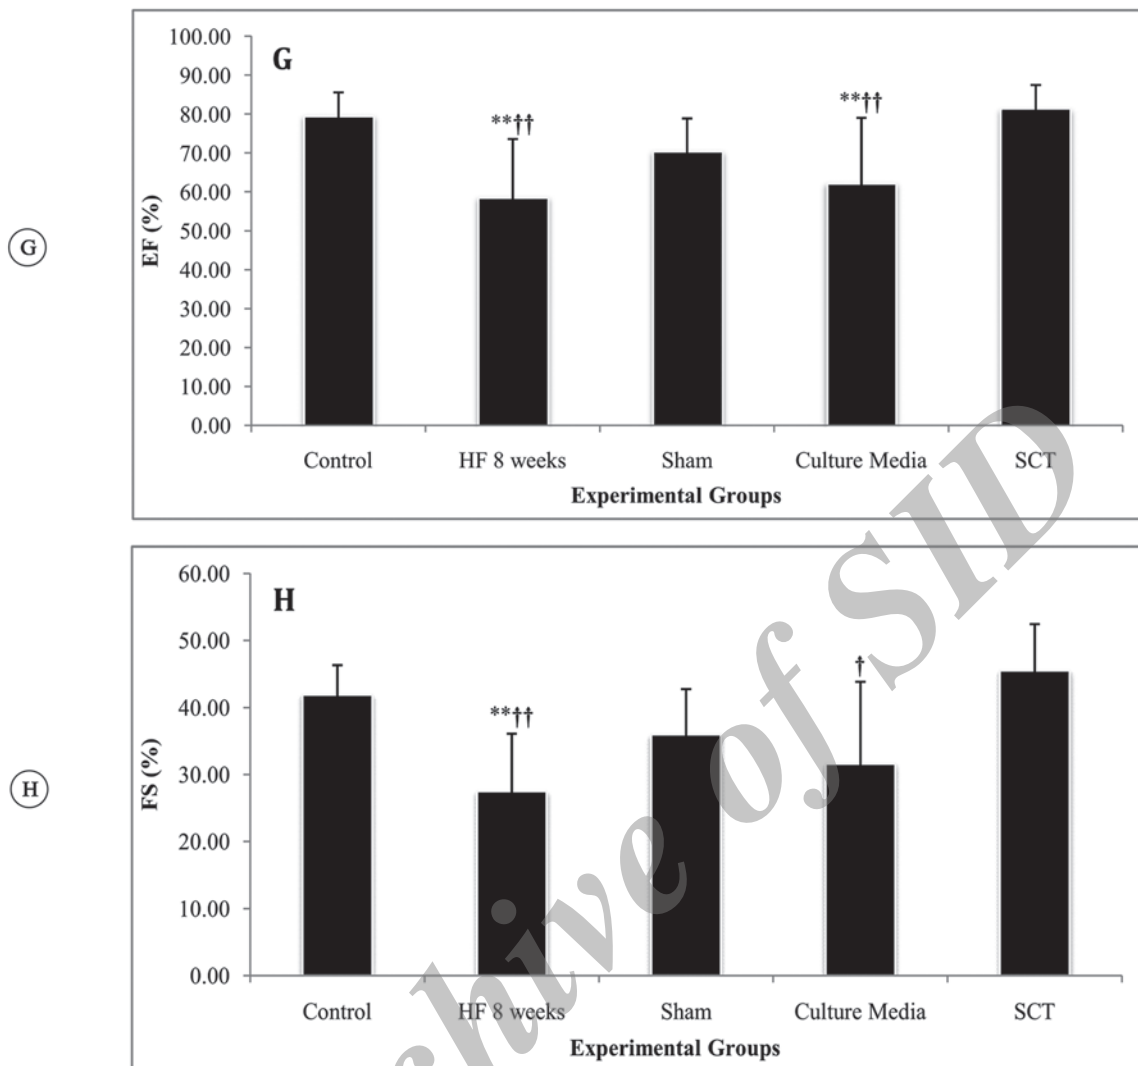 G
G
100.00
90.00
80.00
70.00
60.00
50.00
40.00
30.00
20.00
10.00
0.00
EF (%)
**††
**††
Control HF 8 weeks Sham Culture Media SCT
Experimental Groups
H
H
60.00
50.00
40.00
30.00
20.00
10.00
0.00
FS (%)
**††
†
Control HF 8 weeks Sham Culture Media SCT
Experimental Groups
hive of SID